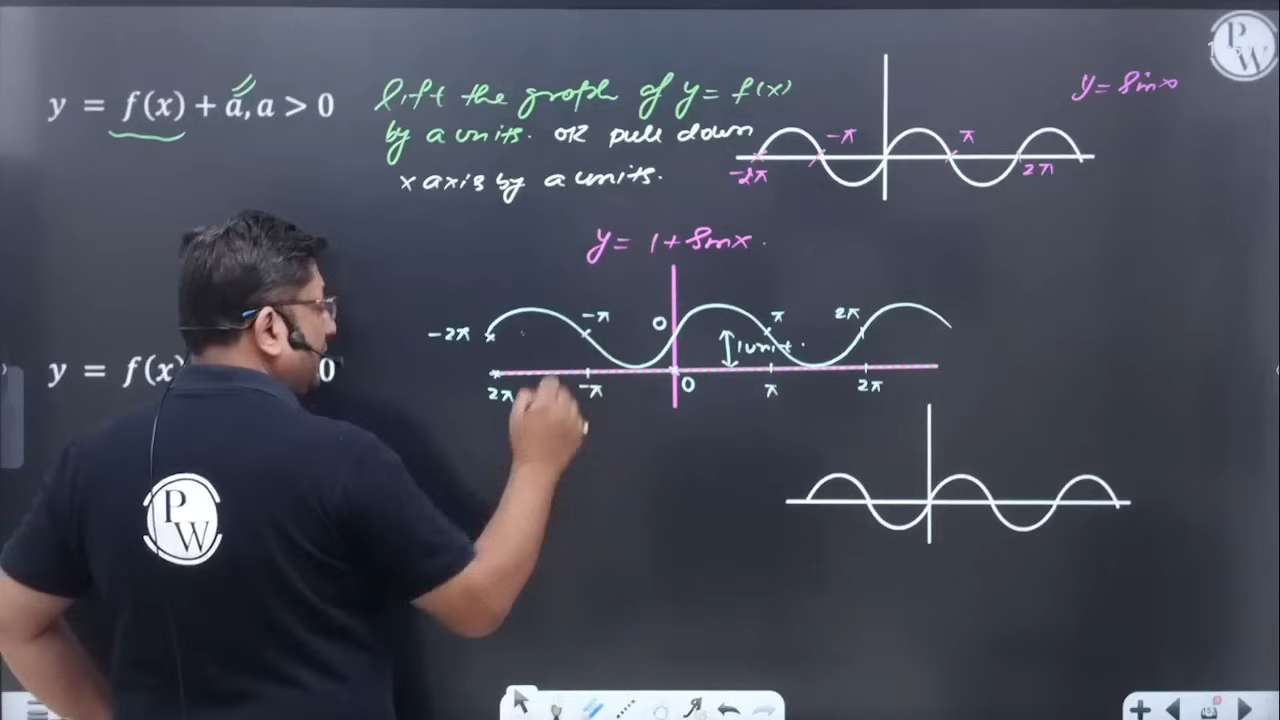 y = f(x) + a, a > 0
lift the graph of y = f(x)
by a units. OR pull down
x axis by a units.
y = sinx
-2π -π π 2π
y = 1 + sinx.
-2π -π 0 π 2π
1 unit.
2π -π 0 π 2π
y = f(x) 0
P W
P W
153